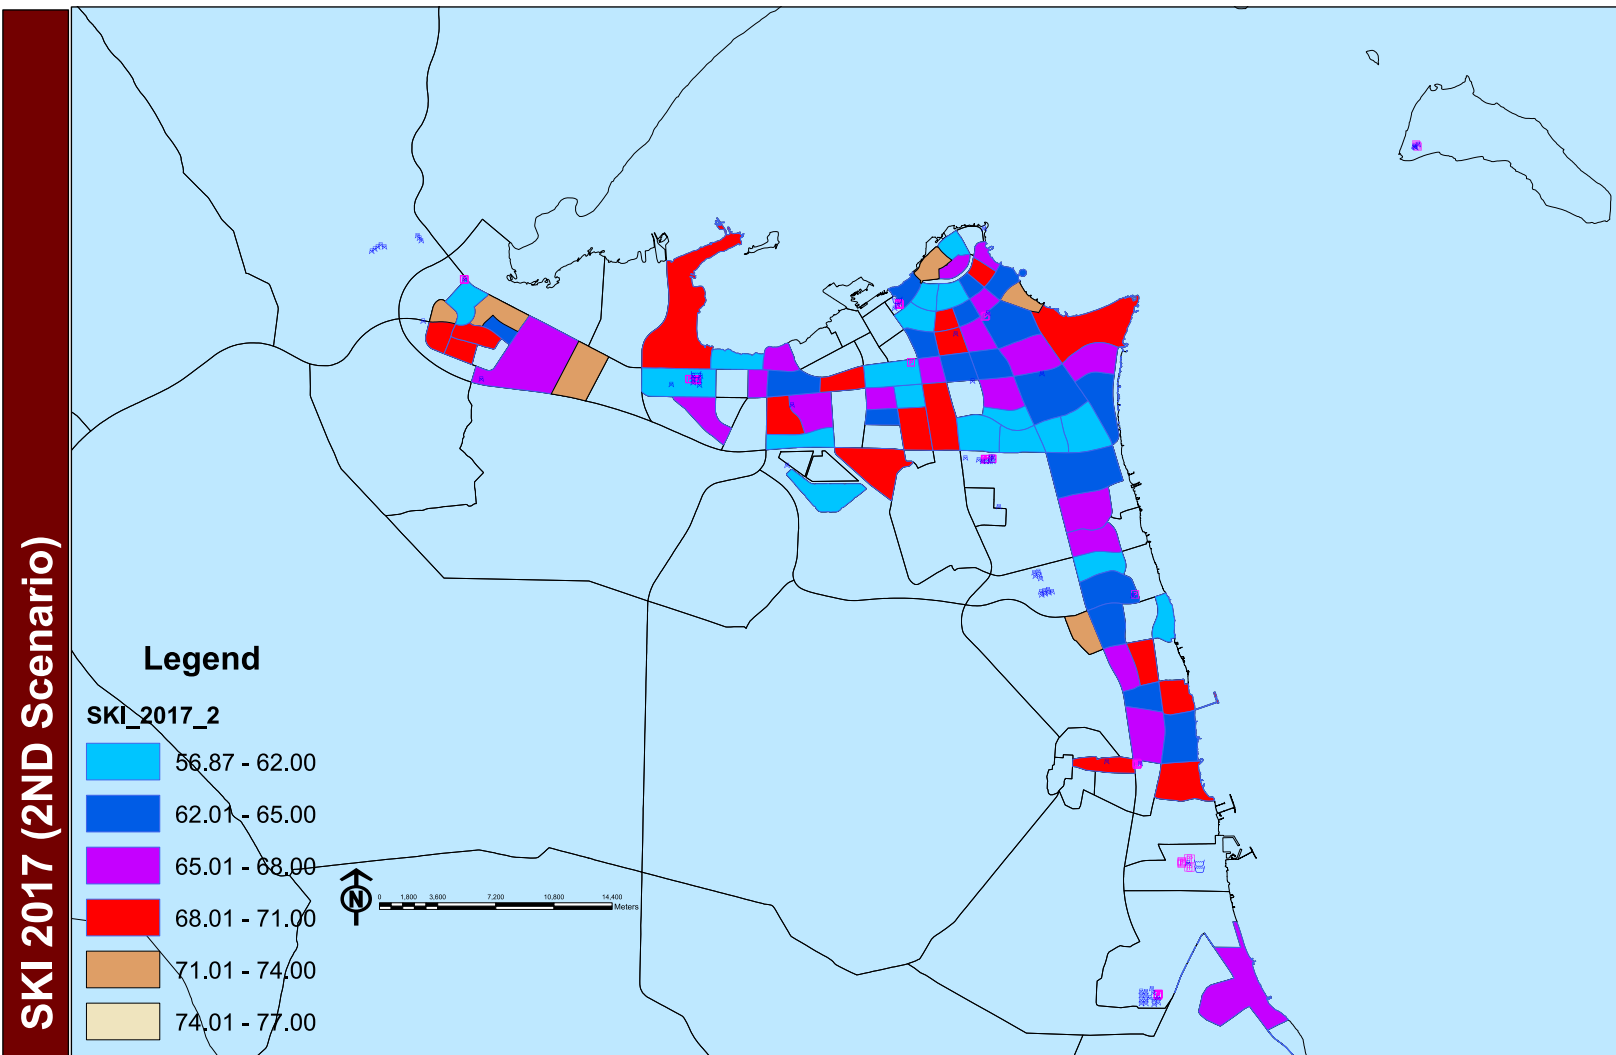 SKI 2017 (2ND Scenario)
Legend
SKI_2017_2
56.87 - 62.00
62.01 - 65.00
65.01 - 68.00
68.01 - 71.00
71.01 - 74.00
74.01 - 77.00
N
0 1,800 3,600 7,200 10,800 14,400
Meters